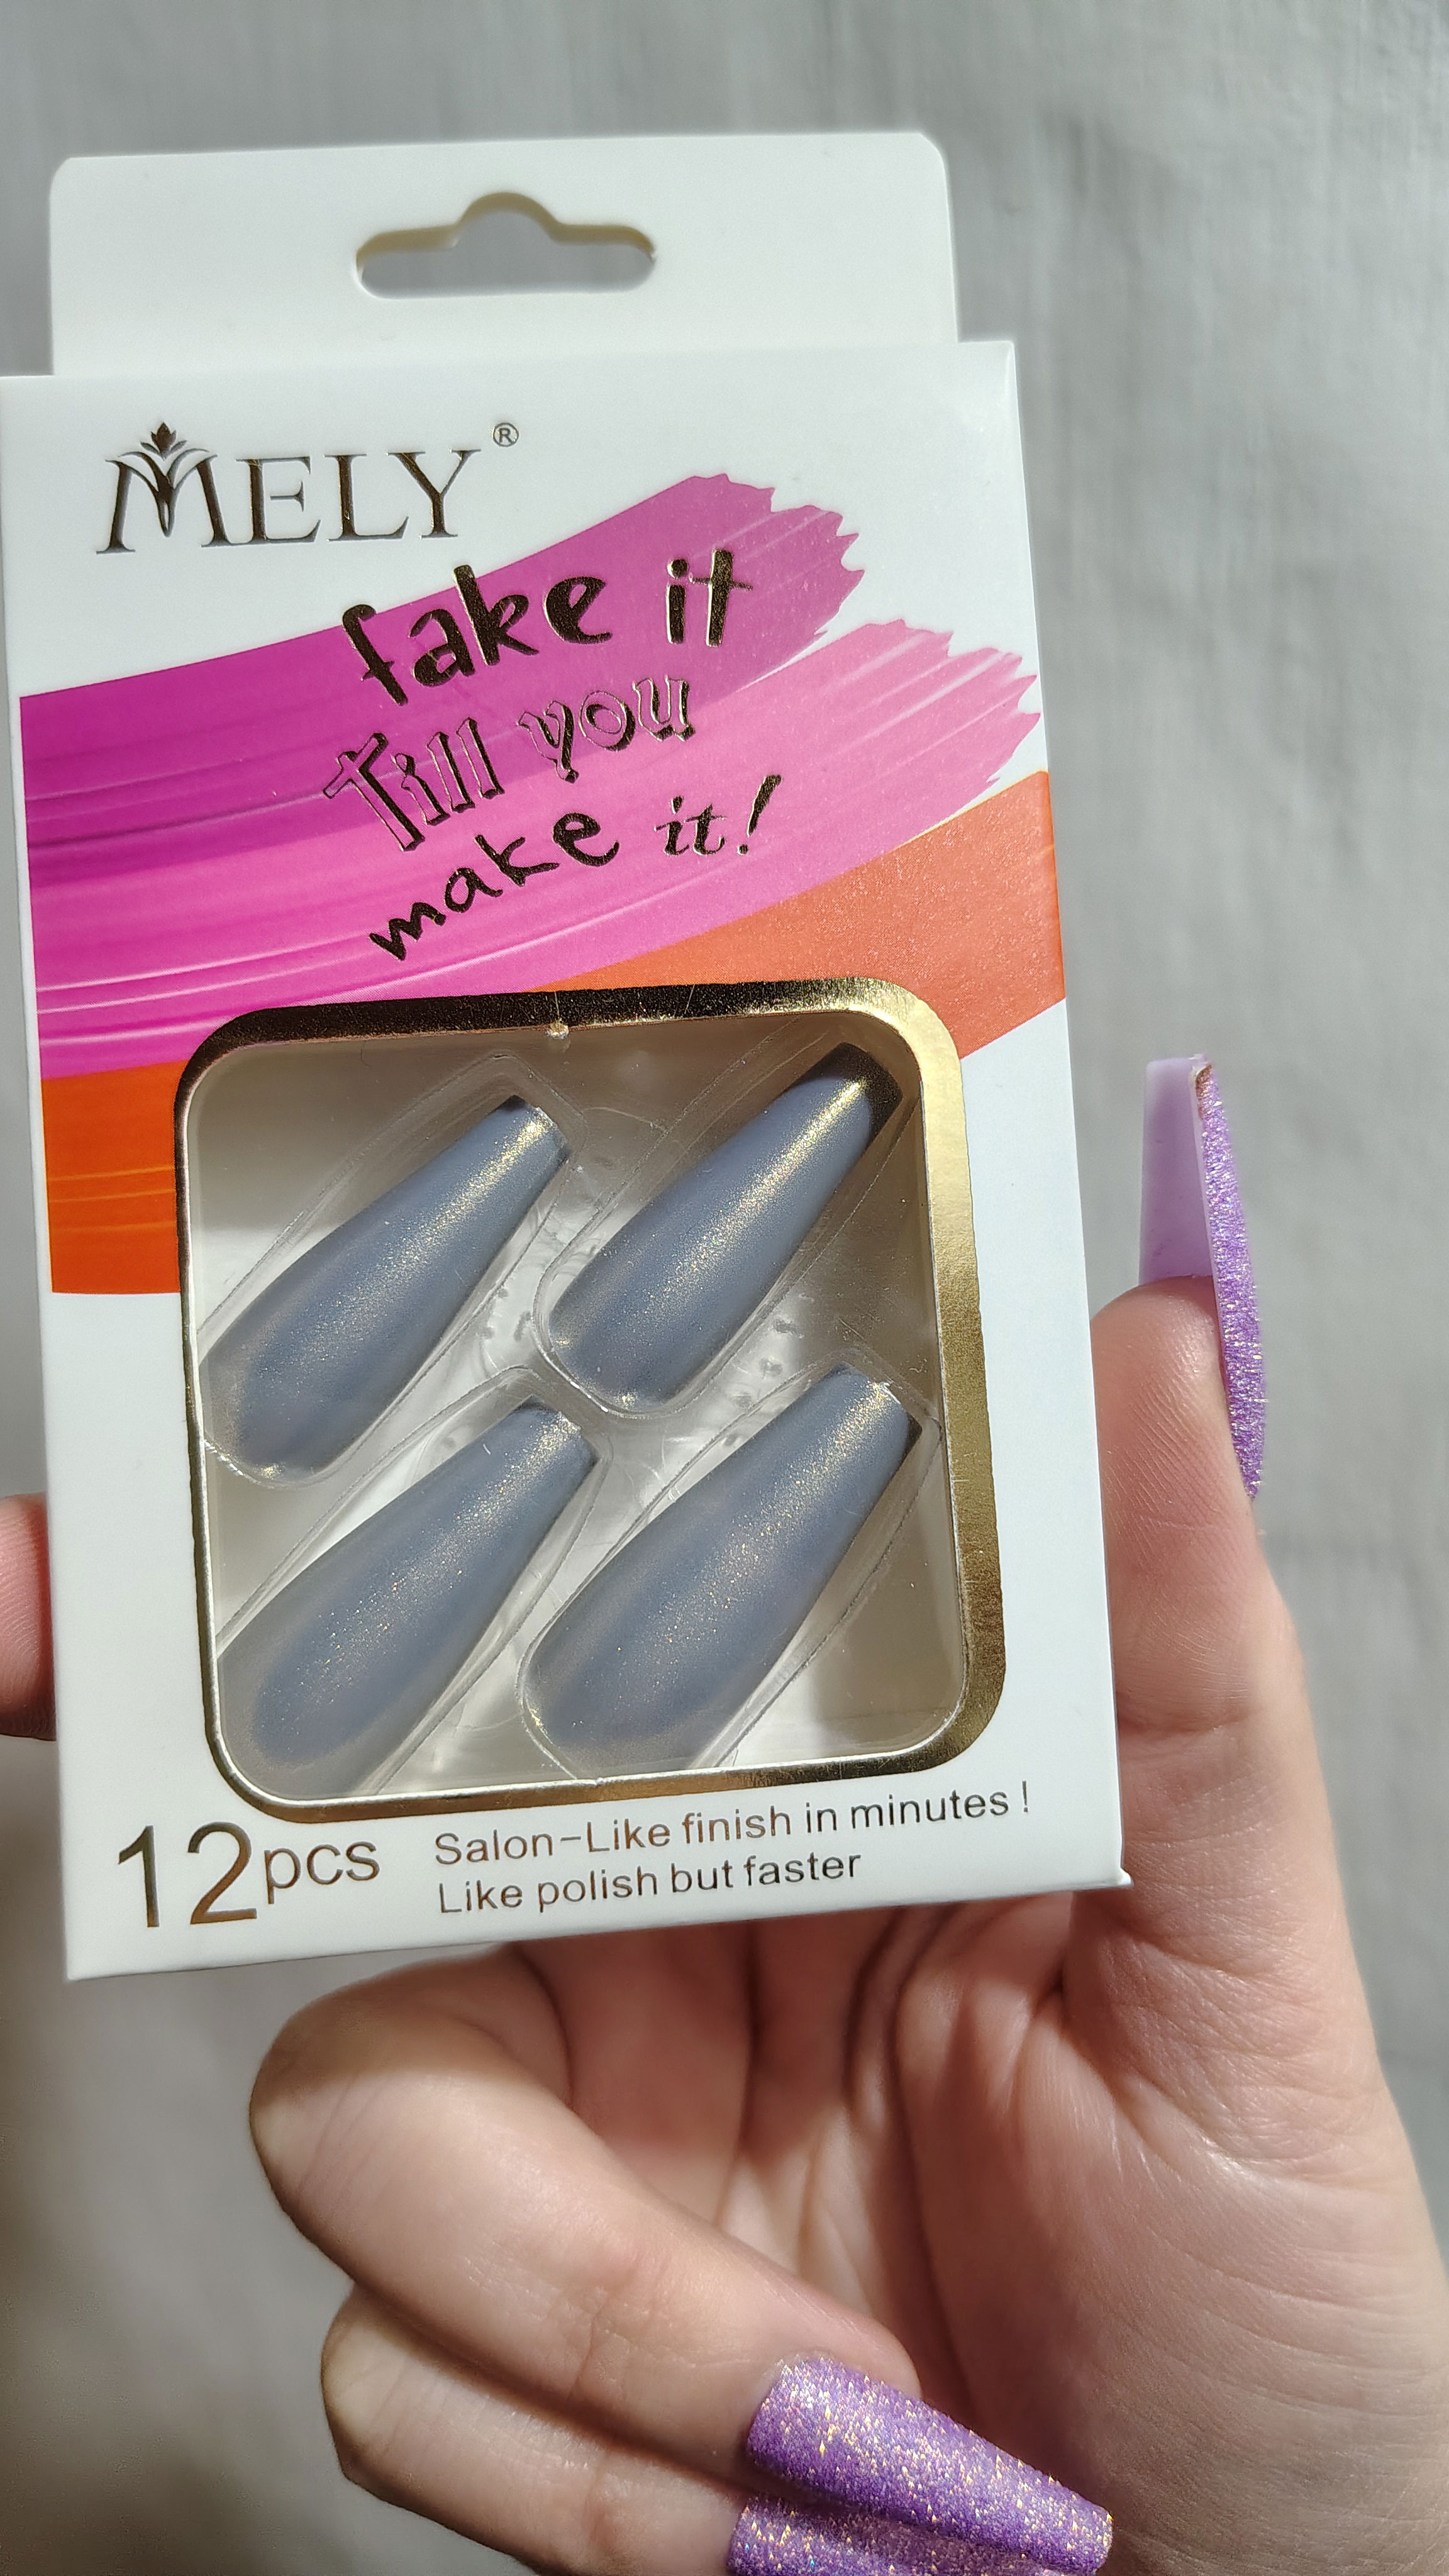 MELY®
fake it
Till you
make it!
12pcs
Salon-Like finish in minutes!
Like polish but faster